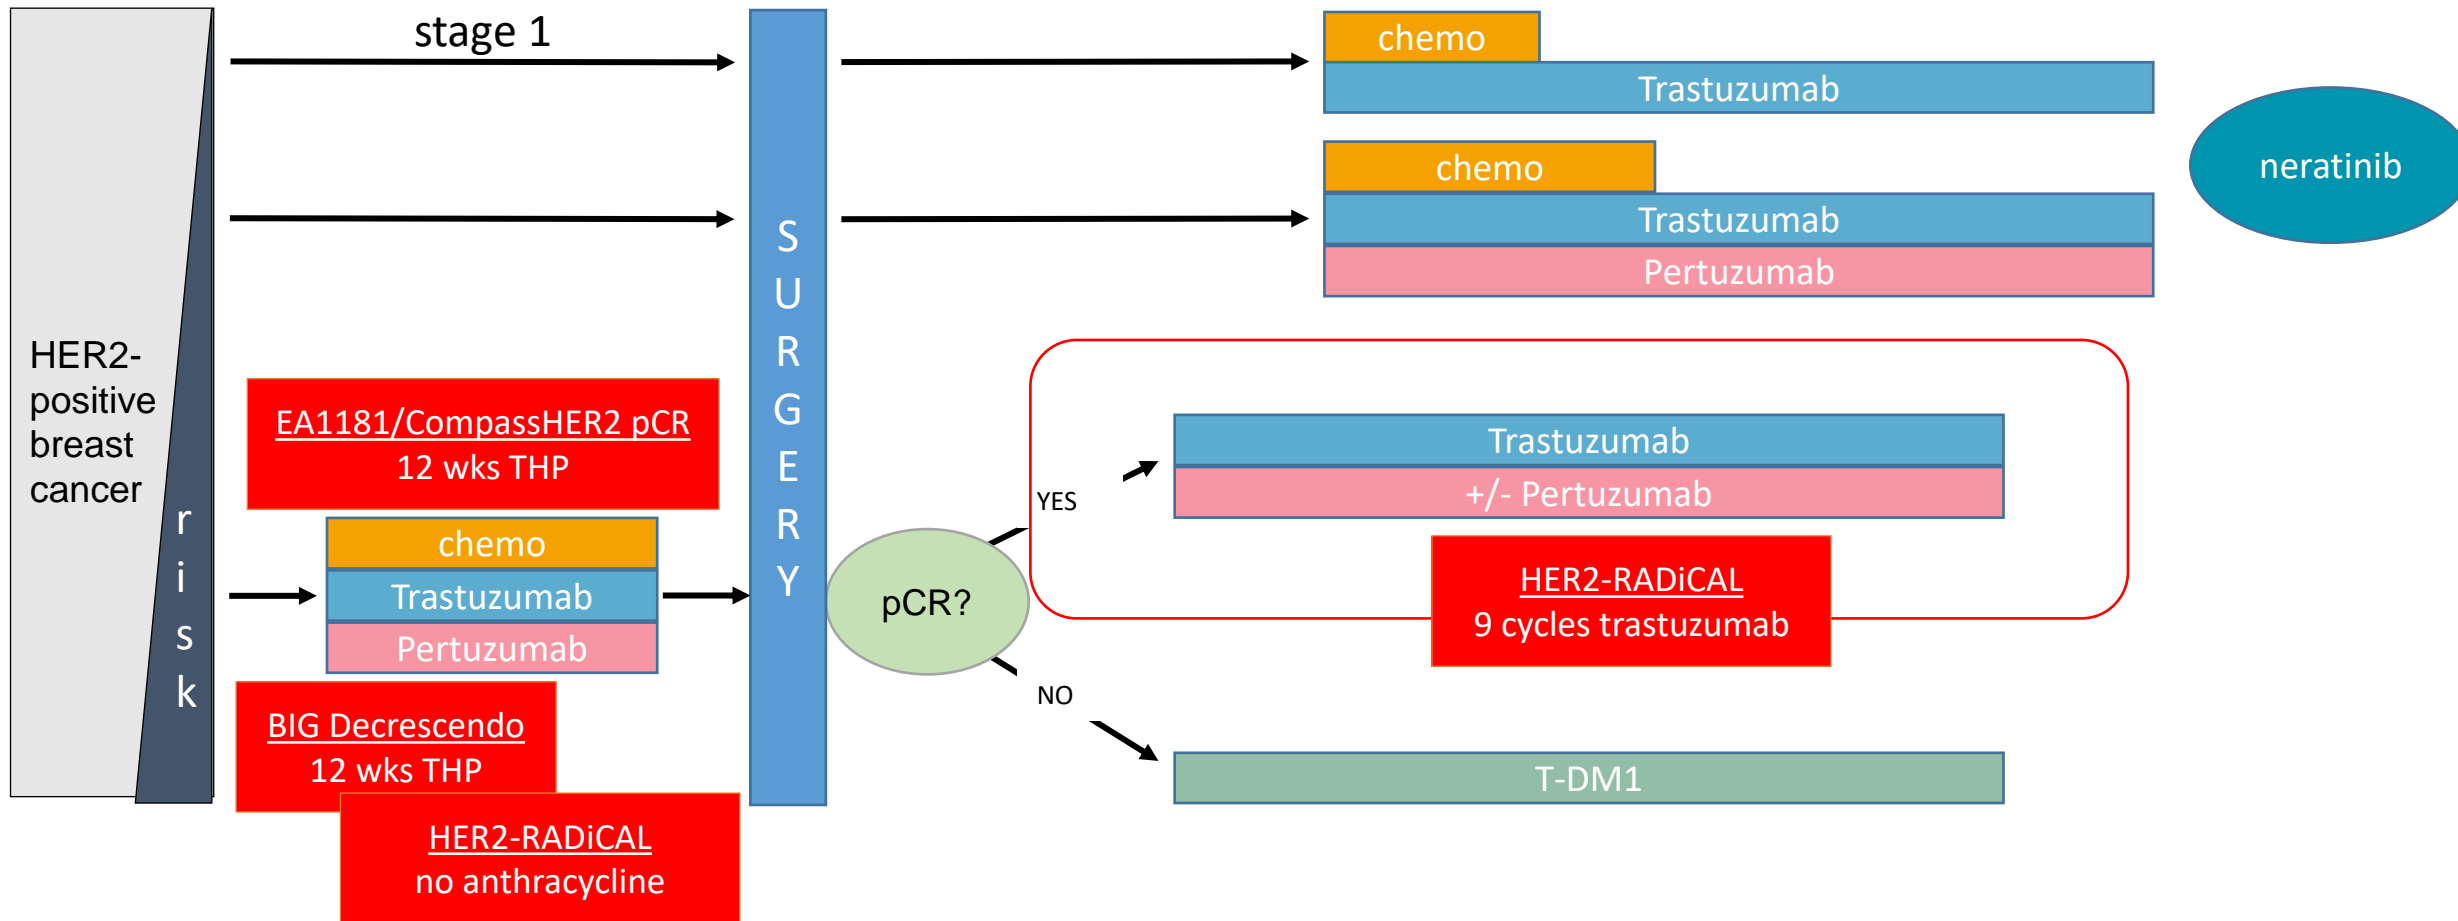 stage 1
chemo
Trastuzumab
neratinib
chemo
Trastuzumab
Pertuzumab
HER2-
positive
breast
cancer
risk
SURGERY
EA1181/CompassHER2 pCR
12 wks THP
chemo
Trastuzumab
Pertuzumab
BIG Decrescendo
12 wks THP
HER2-RADiCAL
no anthracycline
pCR?
YES
Trastuzumab
+/- Pertuzumab
HER2-RADiCAL
9 cycles trastuzumab
NO
T-DM1